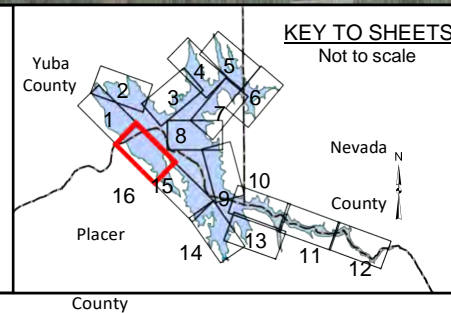 KEY TO SHEETS
Not to scale
Yuba
County
4
5
2
3
6
1
7
8
Nevada
N
15
16
10
9
County
Placer
14
13
11
12
County